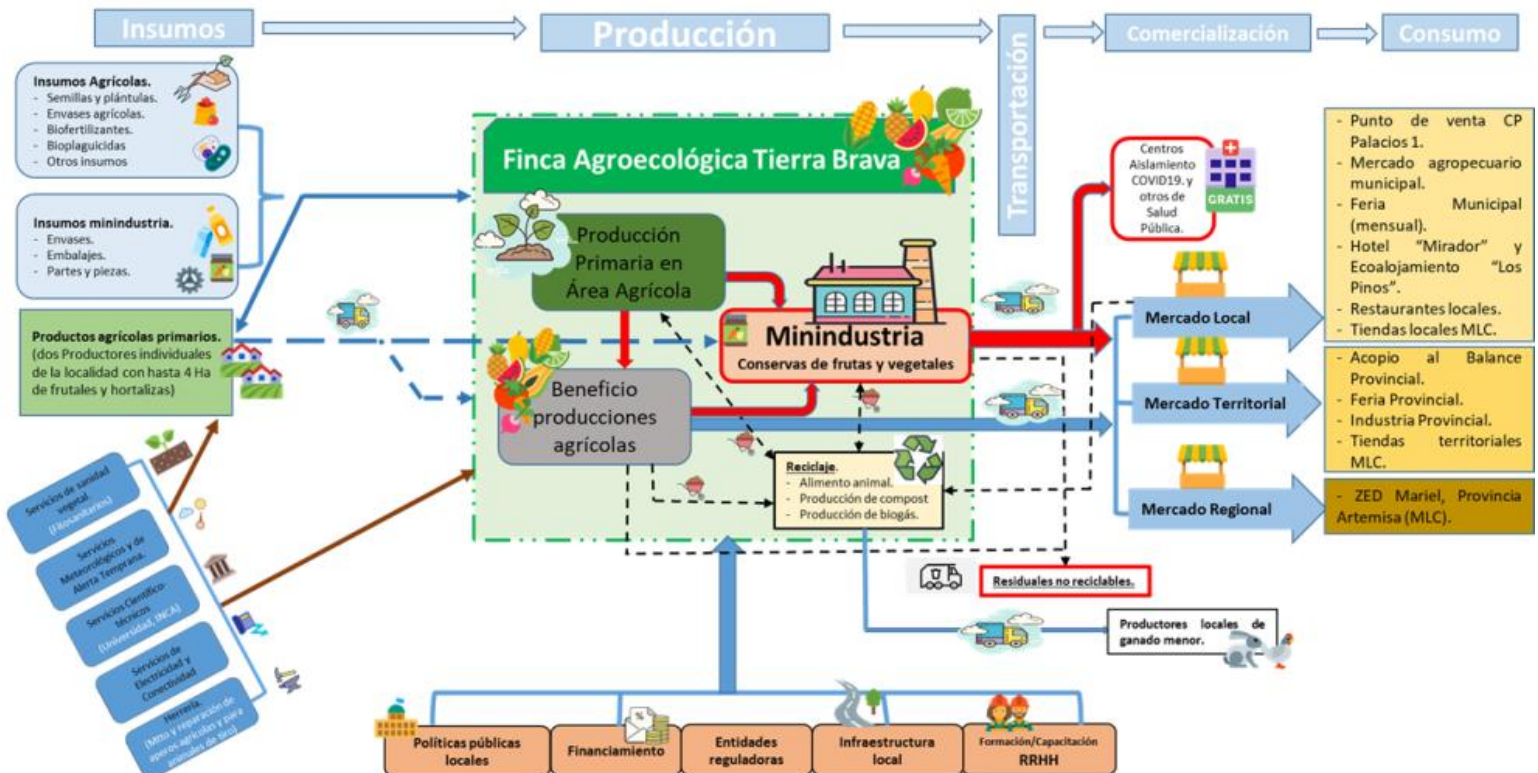 Insumos
Producción
Transportación
Comercialización
Consumo
Insumos Agrícolas.
- Semillas y plántulas.
- Envases agrícolas.
- Biofertilizantes.
- Bioplaguicidas
- Otros insumos
Insumos minindustria.
- Envases.
- Embalajes.
- Partes y piezas.
Productos agrícolas primarios.
(dos Productores individuales
de la localidad con hasta 4 Ha
de frutales y hortalizas)
Servicios de sanidad
vegetal.
(Fitosanitarios)
Servicios
Meteorológicos y de
Alerta Temprana.
Servicios Científico-
técnicos
(Universidad, INCA)
Servicios de
Electricidad y
Conectividad
Herrería.
(Mtto y reparación de
aperos agrícolas y para
animales de tiro)
Finca Agroecológica Tierra Brava
Producción
Primaria en
Área Agrícola
Minindustria
Conservas de frutas y vegetales
Beneficio
producciones
agrícolas
Reciclaje.
- Alimento animal.
- Producción de compost
- Producción de biogás.
Centros
Aislamiento
COVID19. y
otros de
Salud
Pública.
GRATIS
Mercado Local
Mercado Territorial
Mercado Regional
- Punto de venta CP
Palacios 1.
- Mercado agropecuario
municipal.
- Feria Municipal
(mensual).
- Hotel "Mirador" y
Ecoalojamiento "Los
Pinos".
- Restaurantes locales.
- Tiendas locales MLC.
- Acopio al Balance
Provincial.
- Feria Provincial.
- Industria Provincial.
- Tiendas territoriales
MLC.
- ZED Mariel, Provincia
Artemisa (MLC).
Residuales no reciclables.
Productores locales de
ganado menor.
Políticas públicas
locales
%
Financiamiento
Entidades
reguladoras
Infraestructura
local
Formación/Capacitación
RRHH